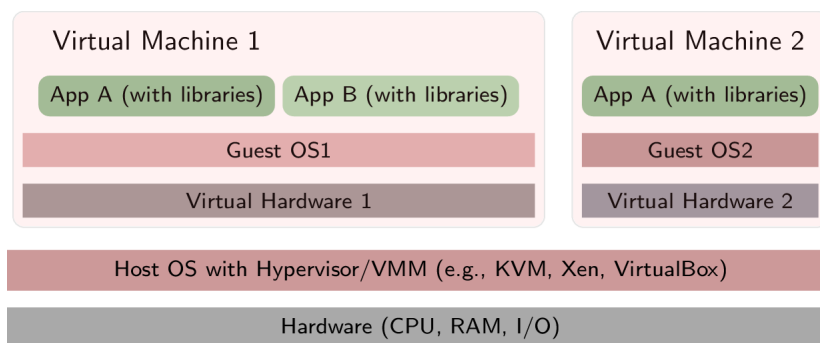 Virtual Machine 1
App A (with libraries)
App B (with libraries)
Guest OS1
Virtual Hardware 1
Virtual Machine 2
App A (with libraries)
Guest OS2
Virtual Hardware 2
Host OS with Hypervisor/VMM (e.g., KVM, Xen, VirtualBox)
Hardware (CPU, RAM, I/O)